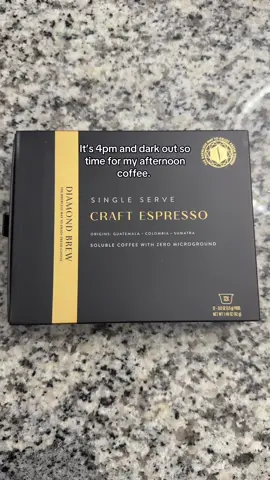 It's 4pm and dark out so
time for my afternoon
coffee.
DIAMOND BREW
SINGLE SERVE
CRAFT ESPRESSO
ORIGINS: GUATEMALA • COLOMBIA • SUMATRA
SOLUBLE COFFEE WITH ZERO MICROGROUND